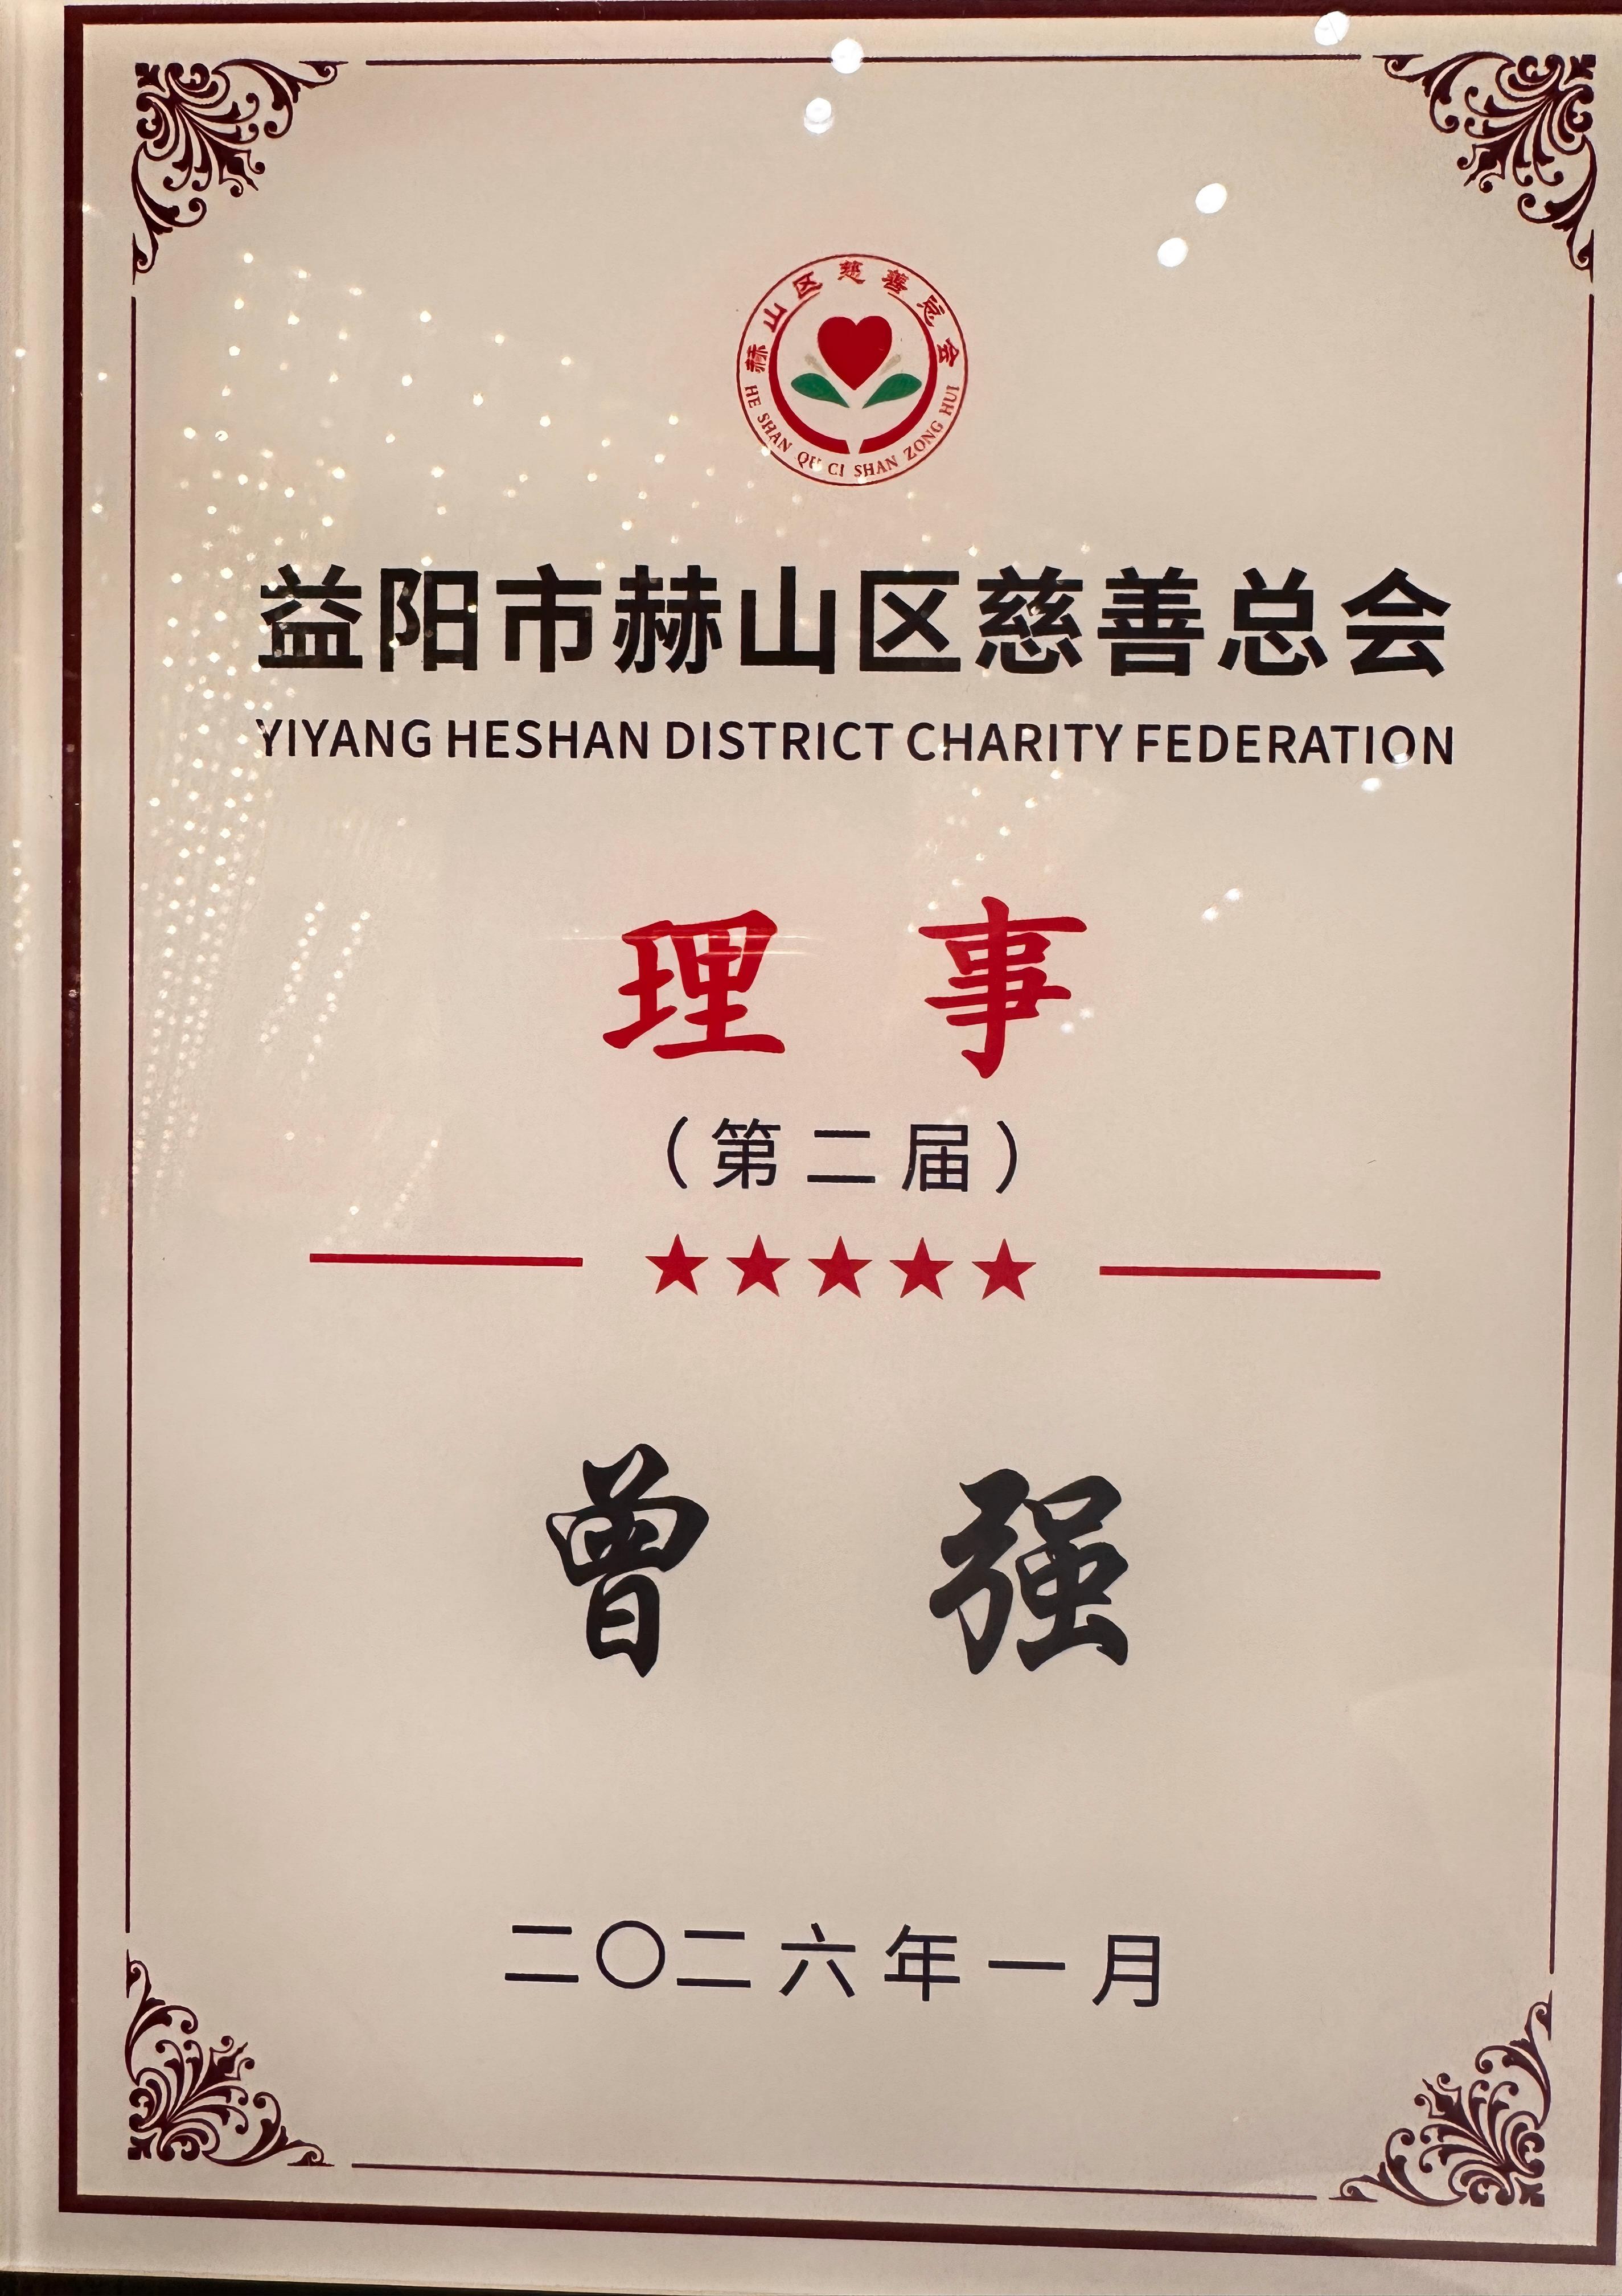 赫山区慈善总会
HE SHAN QU CI SHAN ZONG HUI
益阳市赫山区慈善总会
YIYANG HESHAN DISTRICT CHARITY FEDERATION
理事
（第二届）
曾强
二〇二六年一月